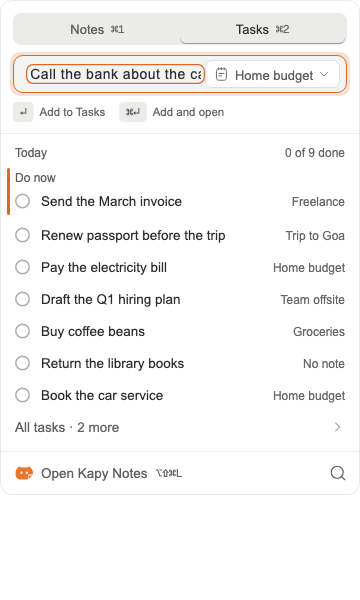 Notes ⌘1 Tasks ⌘2
Call the bank about the ca Home budget
↵ Add to Tasks ⌘↵ Add and open
Today 0 of 9 done
Do now
Send the March invoice Freelance
Renew passport before the trip Trip to Goa
Pay the electricity bill Home budget
Draft the Q1 hiring plan Team offsite
Buy coffee beans Groceries
Return the library books No note
Book the car service Home budget
All tasks · 2 more
Open Kapy Notes ⌥⇧⌘L